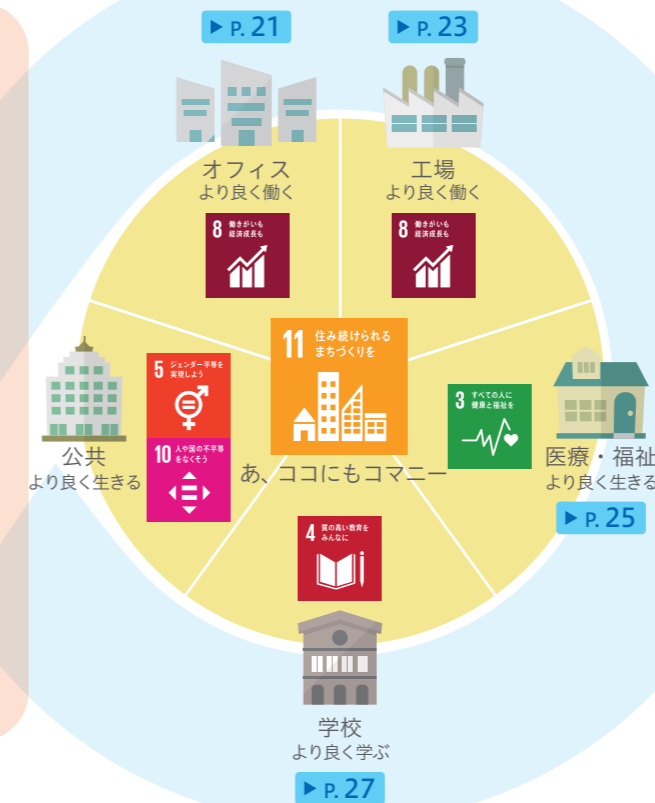 ▶ P. 21
▶ P. 23
オフィス
より良く働く
工場
より良く働く
8 働きがいも
経済成長も
8 働きがいも
経済成長も
11 住み続けられる
まちづくりを
5 ジェンダー平等を
実現しよう
3 すべての人に
健康と福祉を
10 人や国の不平等
をなくそう
公共
より良く生きる
あ、ココにもコマニー
医療・福祉
より良く生きる
▶ P. 25
4 質の高い教育を
みんなに
学校
より良く学ぶ
▶ P. 27